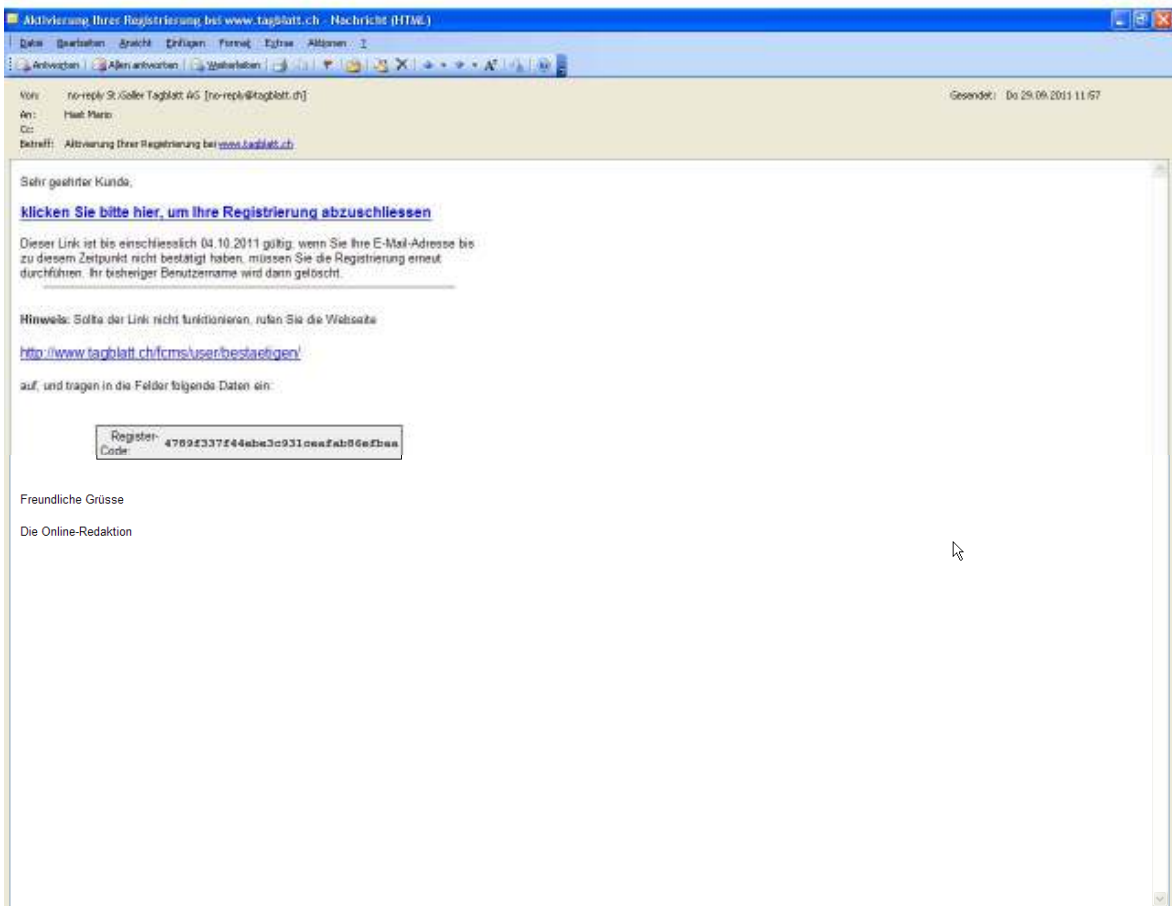 Aktivierung Ihrer Registrierung bei www.tagblatt.ch - Nachricht (HTML)
Datei Bearbeiten Ansicht Einfügen Format Extras Aktionen ?
Antworten Allen antworten Weiterleiten
Von: no-reply St.Galler Tagblatt AG [no-reply@tagblatt.ch] Gesendet: Do 29.09.2011 11:57
An: Mario
Cc:
Betreff: Aktivierung Ihrer Registrierung bei www.tagblatt.ch
Sehr geehrter Kunde,
klicken Sie bitte hier, um Ihre Registrierung abzuschliessen
Dieser Link ist bis einschliesslich 04.10.2011 gültig, wenn Sie Ihre E-Mail-Adresse bis
zu diesem Zeitpunkt nicht bestätigt haben, müssen Sie die Registrierung erneut
durchführen. Ihr bisheriger Benutzername wird dann gelöscht.
Hinweis: Sollte der Link nicht funktionieren, rufen Sie die Webseite
http://www.tagblatt.ch/fcms/user/bestaetigen/
auf, und tragen in die Felder folgende Daten ein:
Register-
Code:
Freundliche Grüsse
Die Online-Redaktion